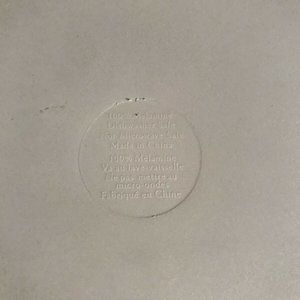 100% Melamine
Dishwasher Safe
Not Microwave Safe
Made in China
100% Melamine
Va au lave-vaisselle
Ne pas mettre au
micro-ondes
Fabriqué en Chine